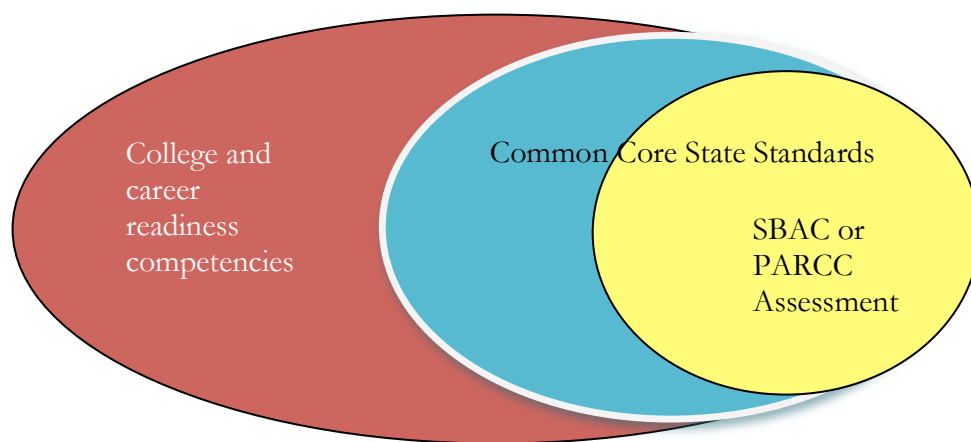 College and
career
readiness
competencies
Common Core State Standards
SBAC or
PARCC
Assessment